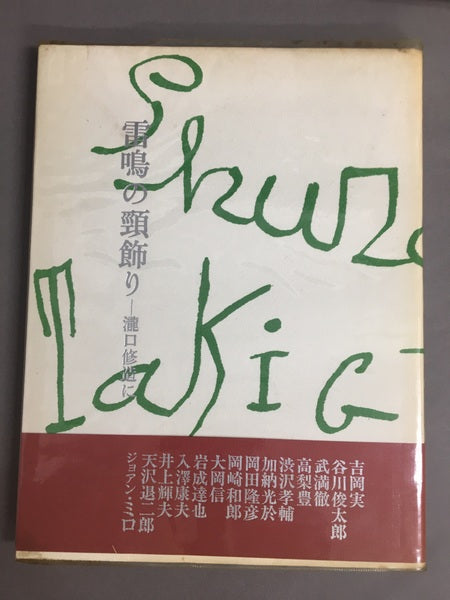 Shuzo
TakiG
雷鳴の頸飾り―瀧口修造に
吉岡実
谷川俊太郎
武満徹
高梨豊
渋沢孝輔
加納光於
岡田隆彦
岡崎和郎
大岡信
岩成達也
入澤康夫
井上輝夫
天沢退二郎
ジョアン・ミロ